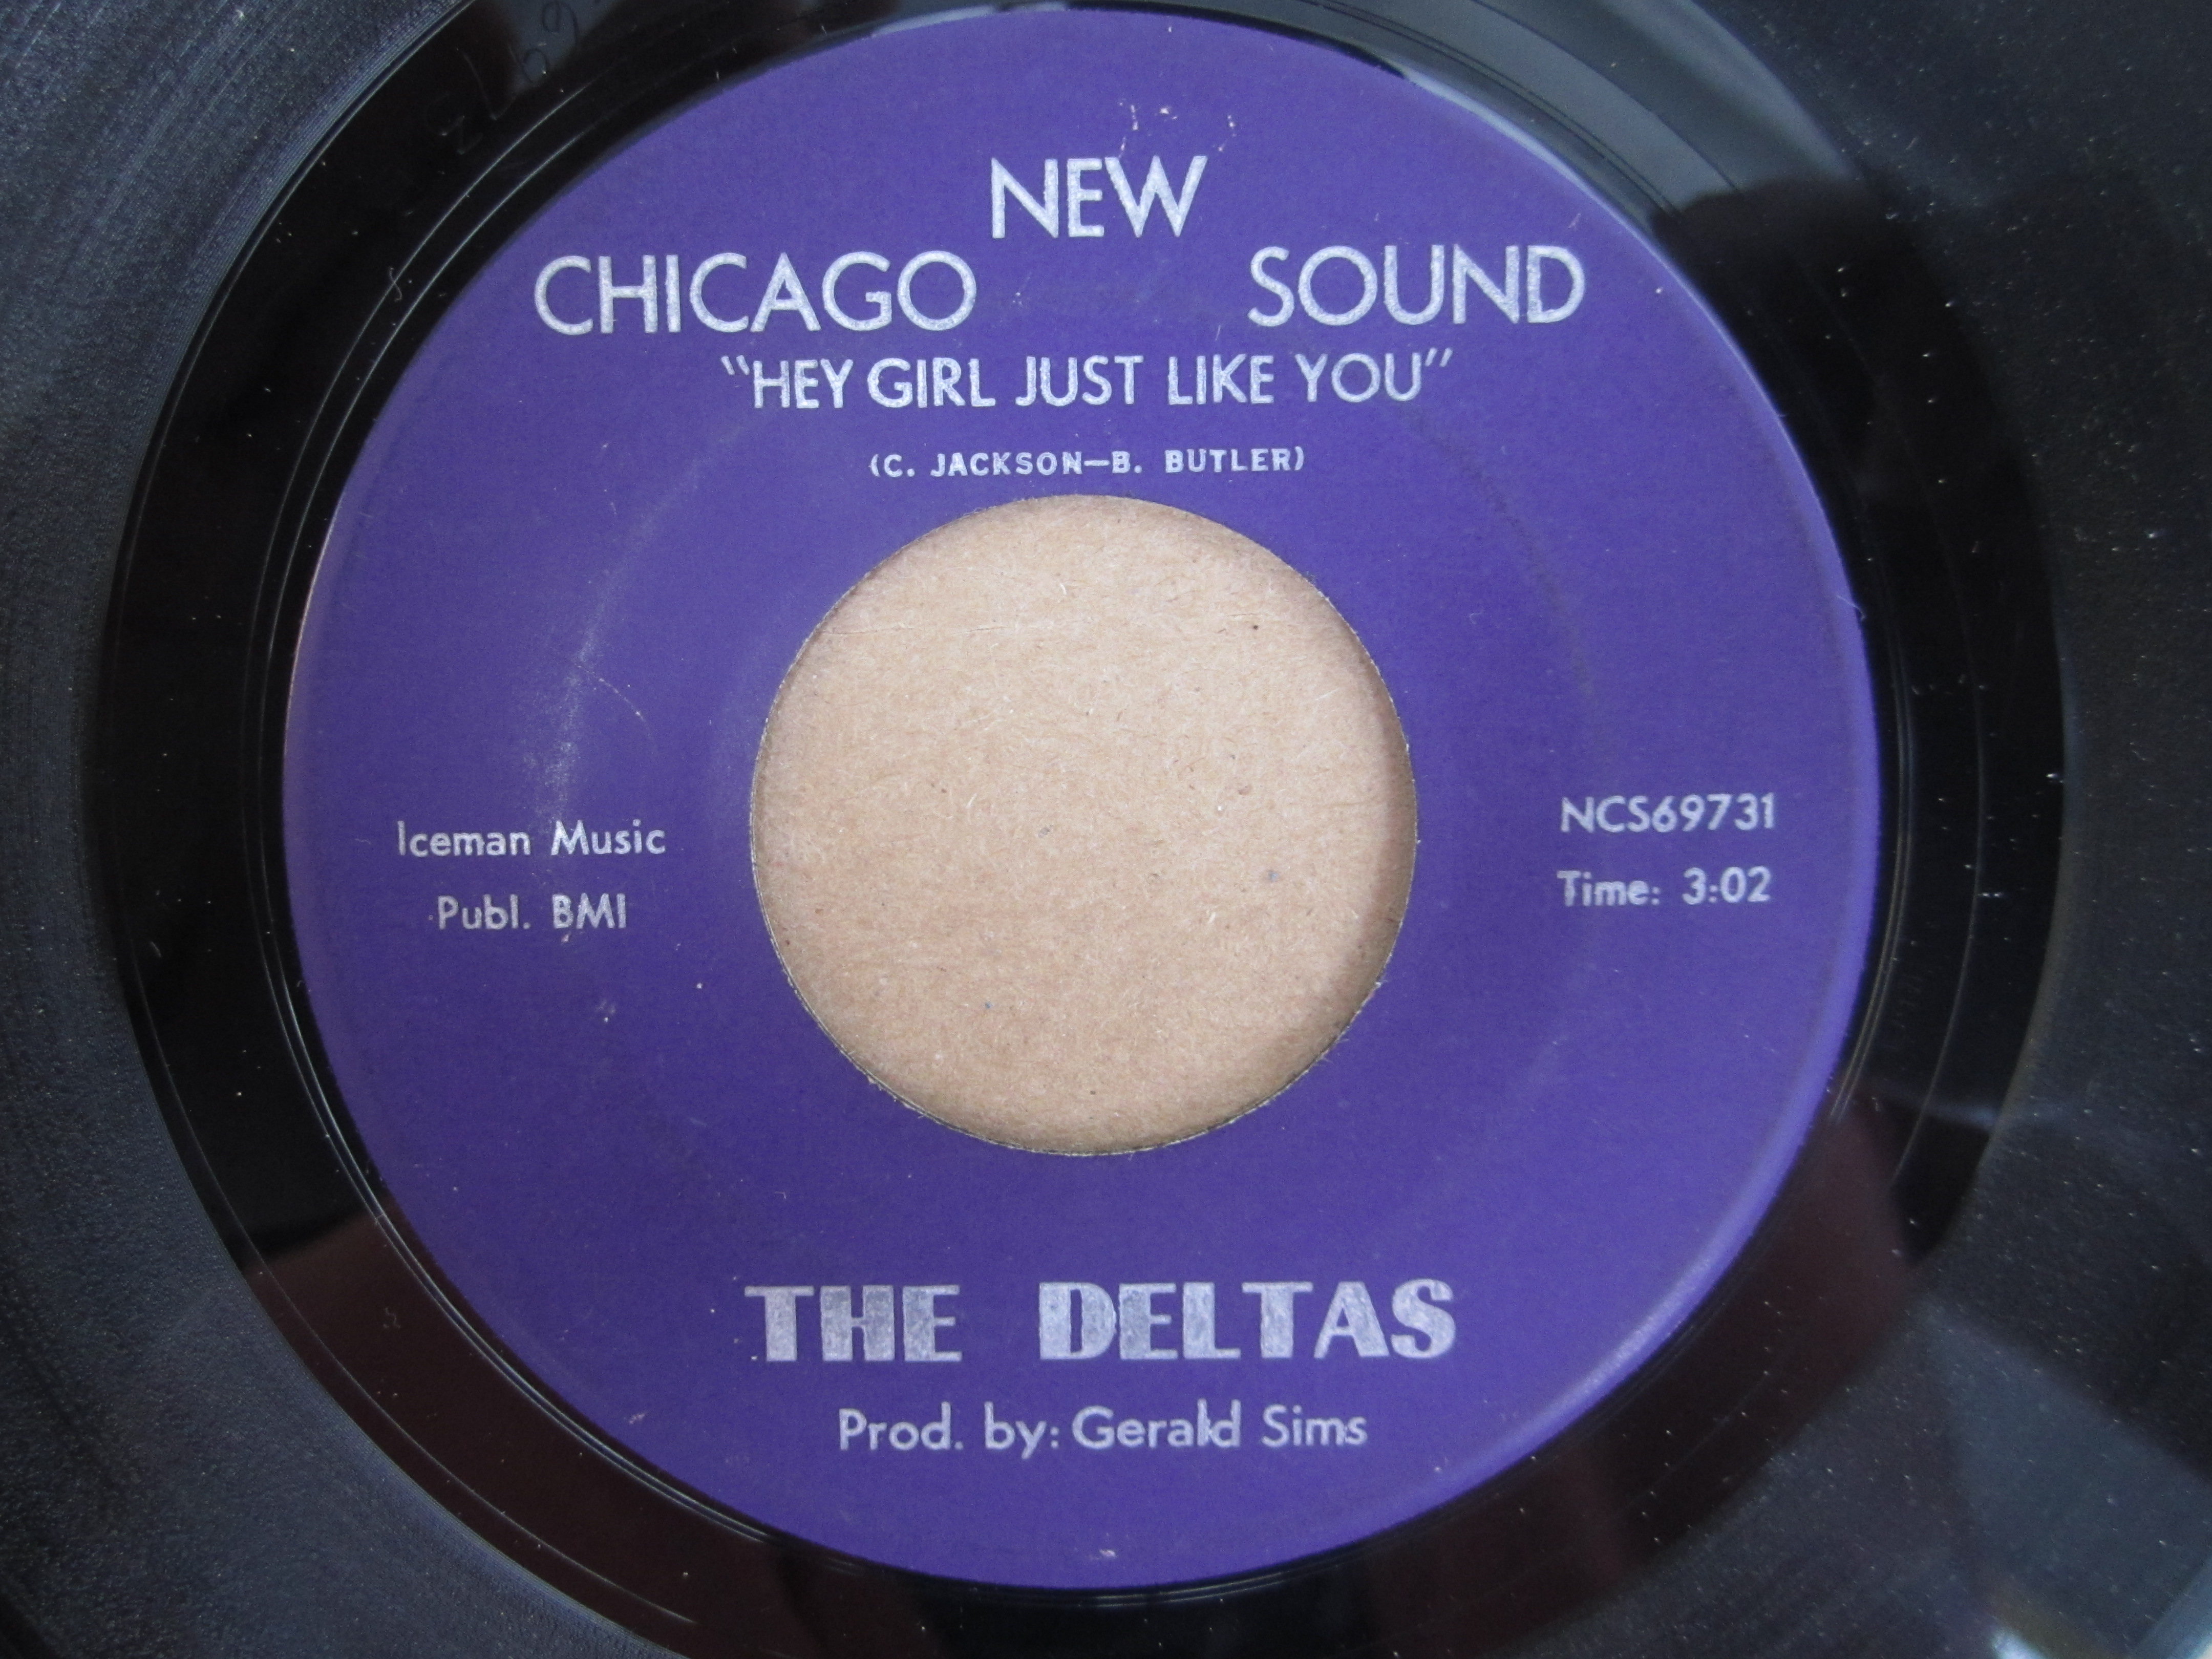 NEW
CHICAGO SOUND
"HEY GIRL JUST LIKE YOU"
(C. JACKSON—B. BUTLER)
Iceman Music
Publ. BMI
NCS69731
Time: 3:02
THE DELTAS
Prod. by: Gerald Sims